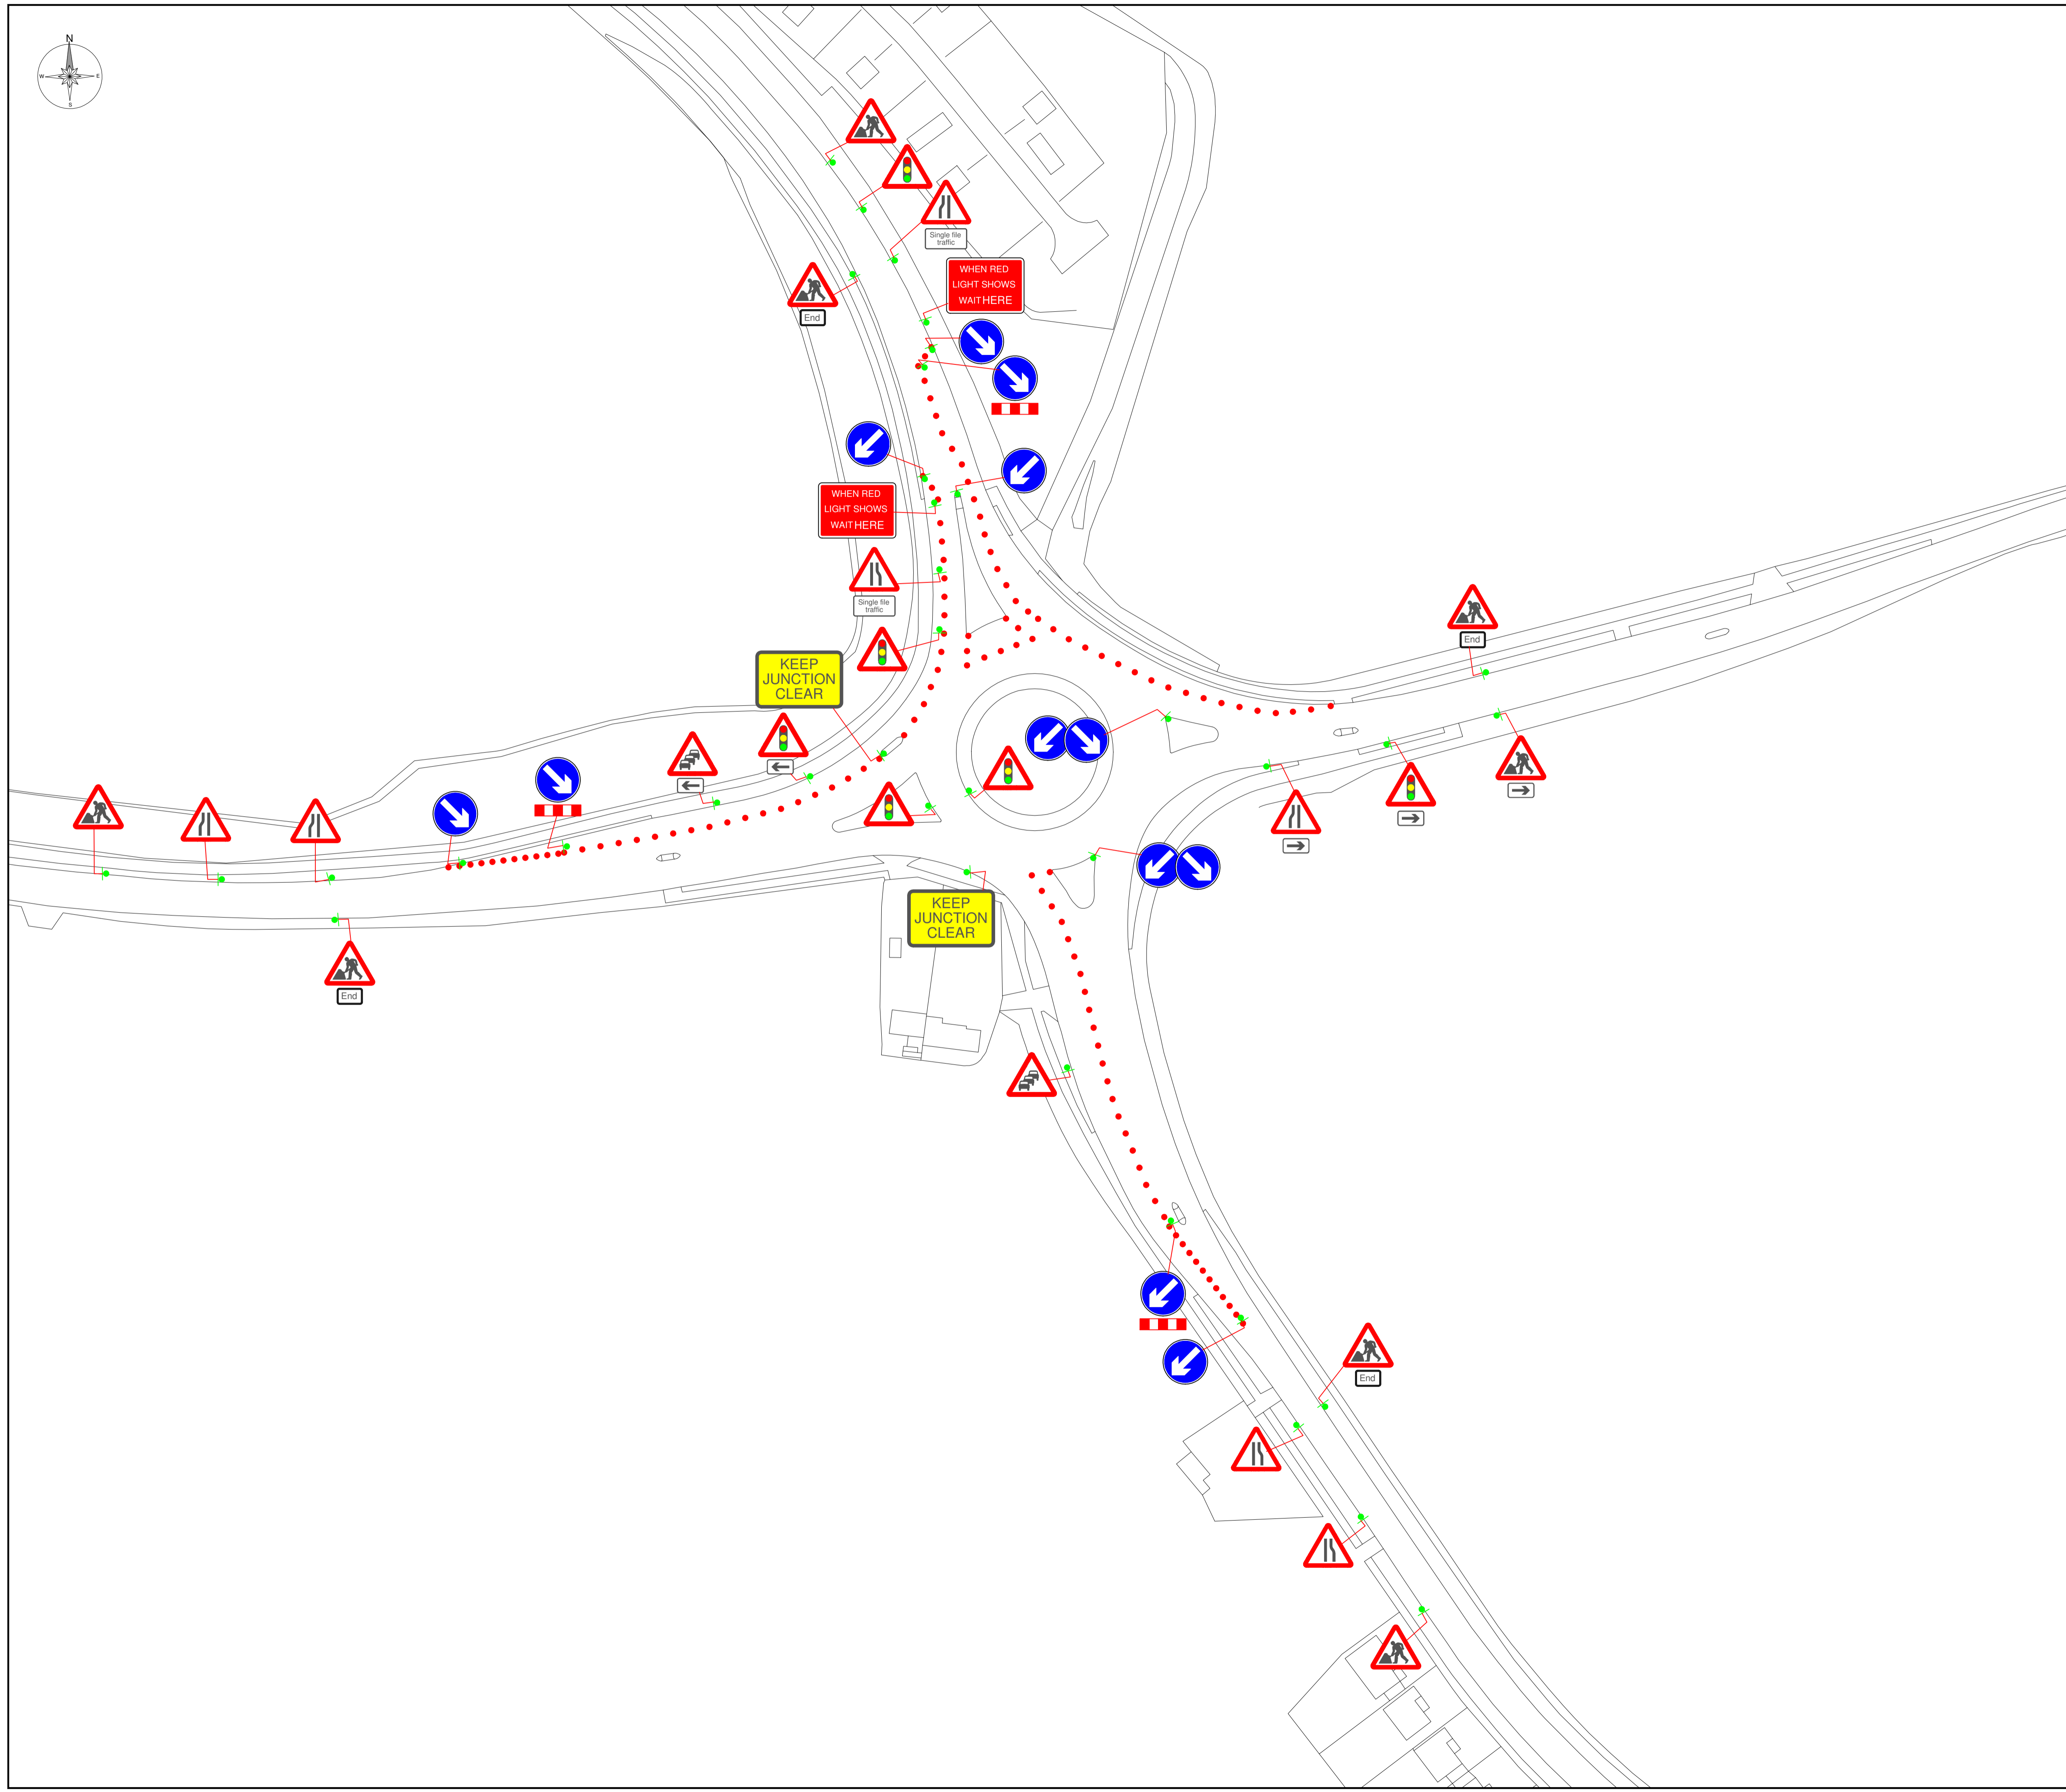 N
W
E
S
Single file
traffic
WHEN RED
LIGHT SHOWS
WAIT HERE
End
WHEN RED
LIGHT SHOWS
WAIT HERE
Single file
traffic
End
KEEP
JUNCTION
CLEAR
KEEP
JUNCTION
CLEAR
End
End